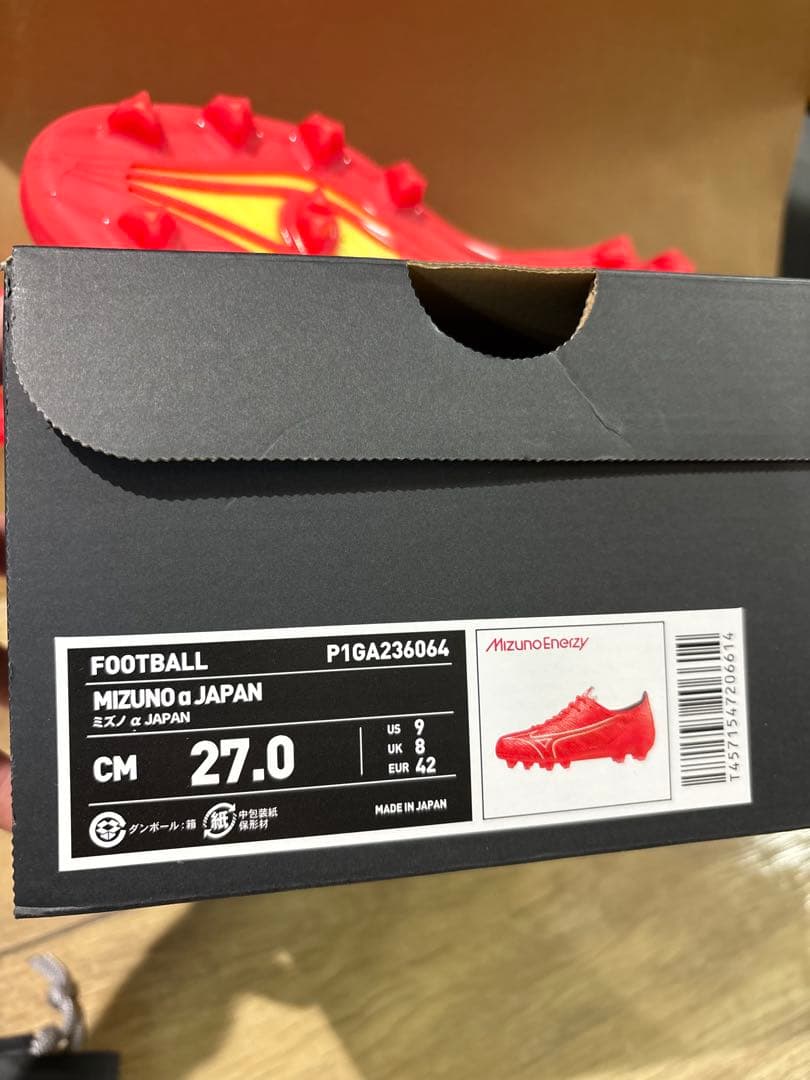 FOOTBALL P1GA236064
MIZUNO α JAPAN
ミズノ α JAPAN
CM 27.0
US 9
UK 8
EUR 42
ダンボール:箱
紙
中包装紙
保形材
MADE IN JAPAN
MizunoEnerzy
T4571547206614